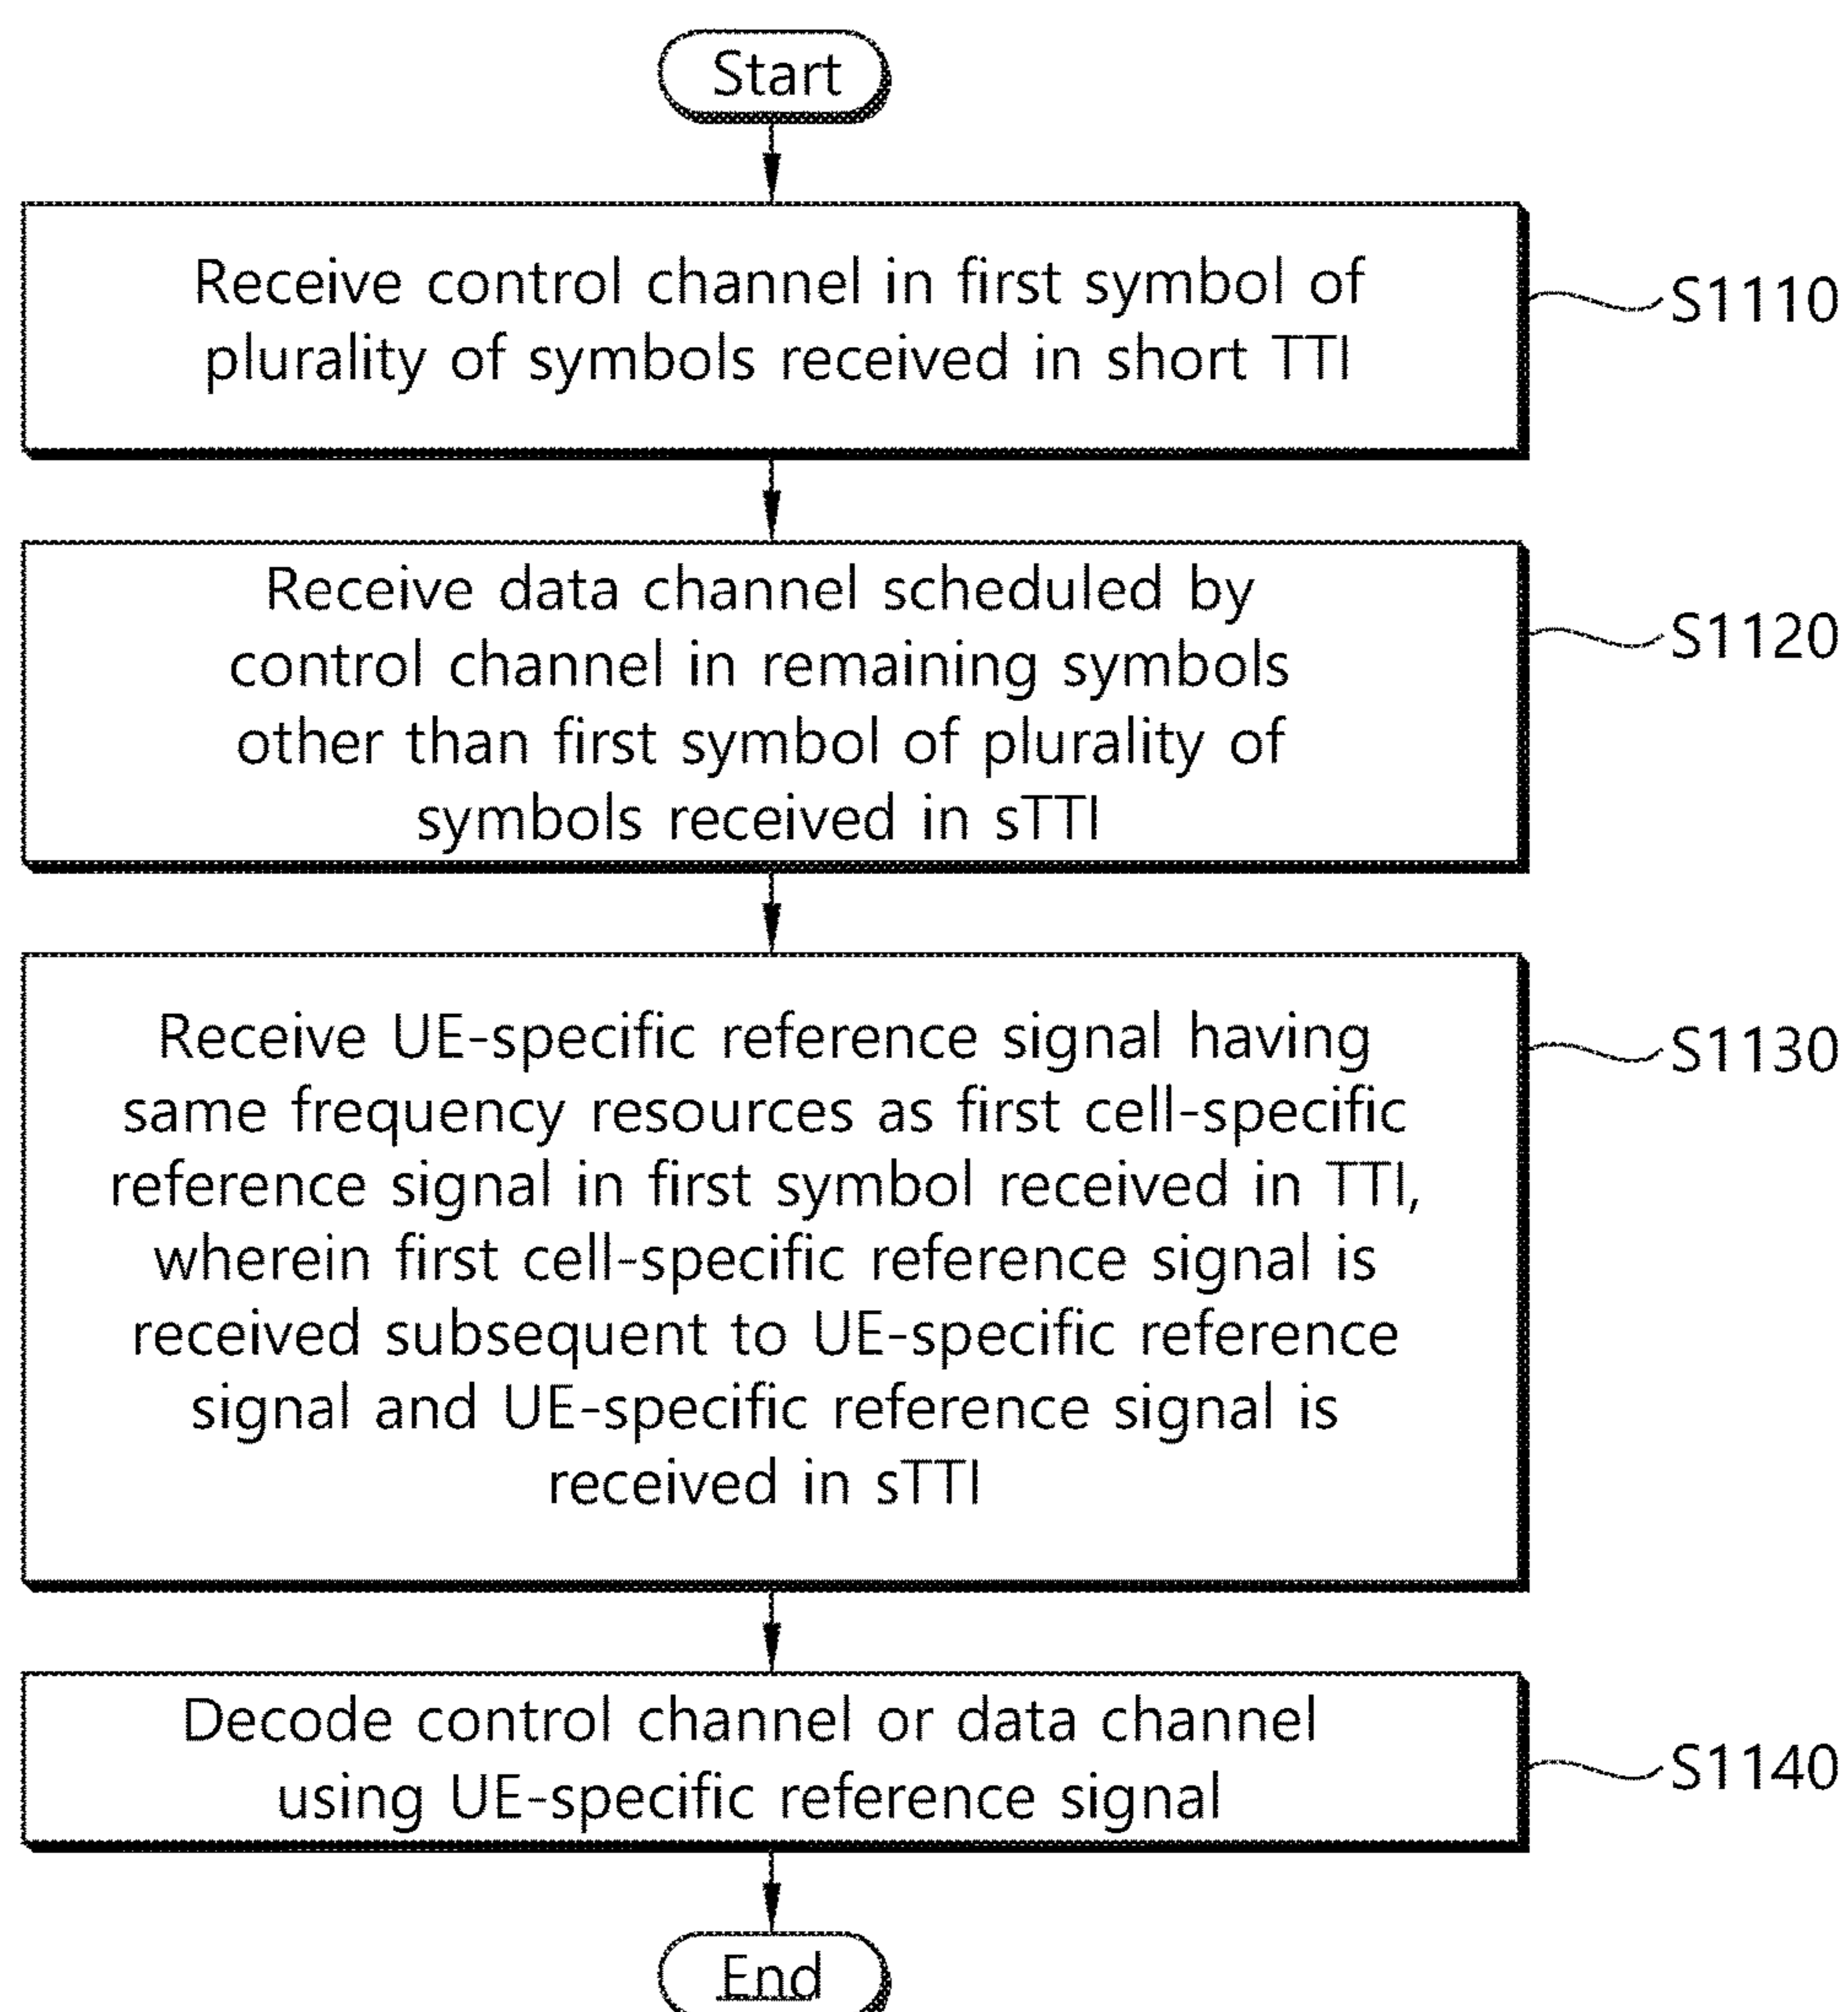 Start
Receive control channel in first symbol of
plurality of symbols received in short TTI
S1110
Receive data channel scheduled by
control channel in remaining symbols
other than first symbol of plurality of
symbols received in sTTI
S1120
Receive UE-specific reference signal having
same frequency resources as first cell-specific
reference signal in first symbol received in TTI,
wherein first cell-specific reference signal is
received subsequent to UE-specific reference
signal and UE-specific reference signal is
received in sTTI
S1130
Decode control channel or data channel
using UE-specific reference signal
S1140
End